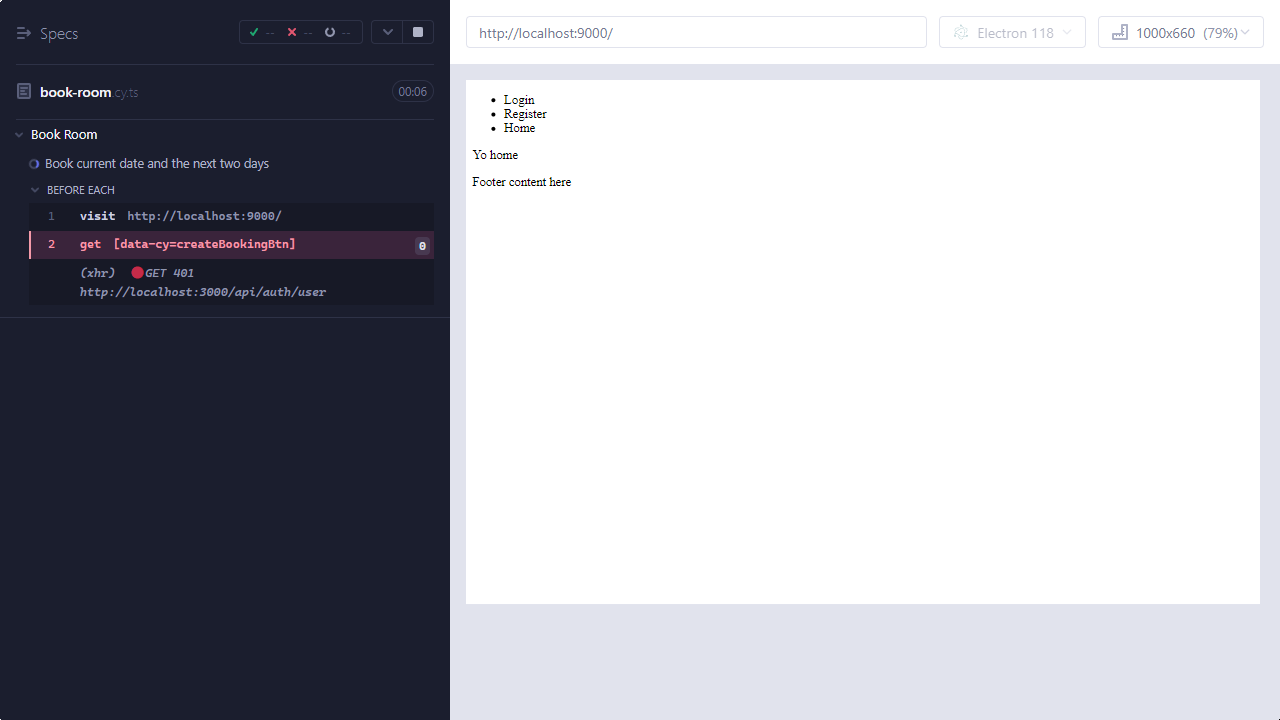 Specs
--
--
--
book-room.cy.ts
00:06
Book Room
Book current date and the next two days
BEFORE EACH
1 visit http://localhost:9000/
2 get [data-cy=createBookingBtn] 0
(xhr) GET 401
http://localhost:3000/api/auth/user
http://localhost:9000/
Electron 118
1000x660 (79%)
Login
Register
Home
Yo home
Footer content here